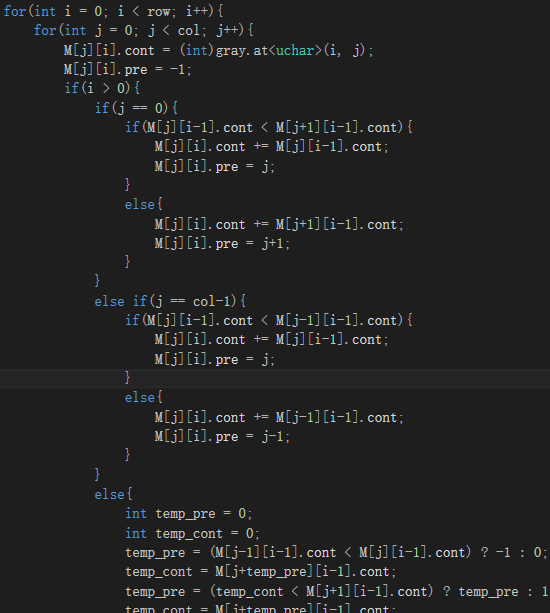 for(int i = 0; i < row; i++){
for(int j = 0; j < col; j++){
M[j][i].cont = (int)gray.at<uchar>(i, j);
M[j][i].pre = -1;
if(i > 0){
if(j == 0){
if(M[j][i-1].cont < M[j+1][i-1].cont){
M[j][i].cont += M[j][i-1].cont;
M[j][i].pre = j;
}
else{
M[j][i].cont += M[j+1][i-1].cont;
M[j][i].pre = j+1;
}
}
else if(j == col-1){
if(M[j][i-1].cont < M[j-1][i-1].cont){
M[j][i].cont += M[j][i-1].cont;
M[j][i].pre = j;
}
else{
M[j][i].cont += M[j-1][i-1].cont;
M[j][i].pre = j-1;
}
}
else{
int temp_pre = 0;
int temp_cont = 0;
temp_pre = (M[j-1][i-1].cont < M[j][i-1].cont) ? -1 : 0;
temp_cont = M[j+temp_pre][i-1].cont;
temp_pre = (temp_cont < M[j+1][i-1].cont) ? temp_pre : 1
temp_cont = M[j+temp_pre][i-1].cont;